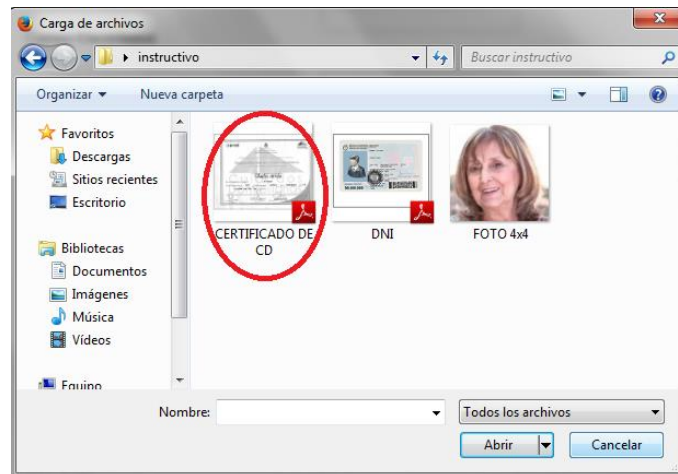 Carga de archivos
instructivo
Buscar instructivo
Organizar
Nueva carpeta
Favoritos
Descargas
Sitios recientes
Escritorio
Bibliotecas
Documentos
Imágenes
Música
Vídeos
Equipo
CERTIFICADO DE
CD
DNI
FOTO 4x4
Nombre:
Todos los archivos
Abrir
Cancelar